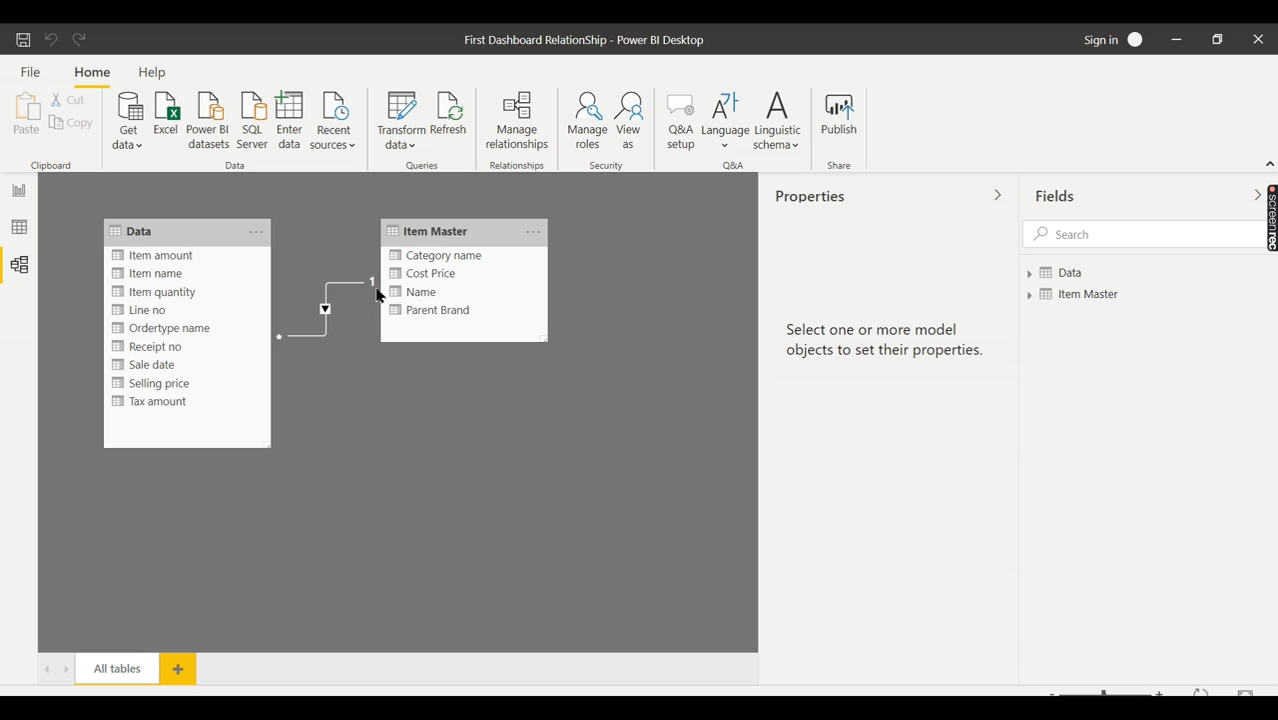 First Dashboard RelationShip - Power BI Desktop
Sign in
File
Home
Help
Paste
Cut
Copy
Get data
Excel
Power BI datasets
SQL Server
Enter data
Recent sources
Transform data
Refresh
Manage relationships
Manage roles
View as
Q&A setup
Language
Linguistic schema
Publish
Clipboard
Data
Queries
Relationships
Security
Q&A
Share
Data
Item amount
Item name
Item quantity
Line no
Ordertype name
Receipt no
Sale date
Selling price
Tax amount
*
1
Item Master
Category name
Cost Price
Name
Parent Brand
Properties
Select one or more model
objects to set their properties.
Fields
Search
Data
Item Master
screenrec
All tables